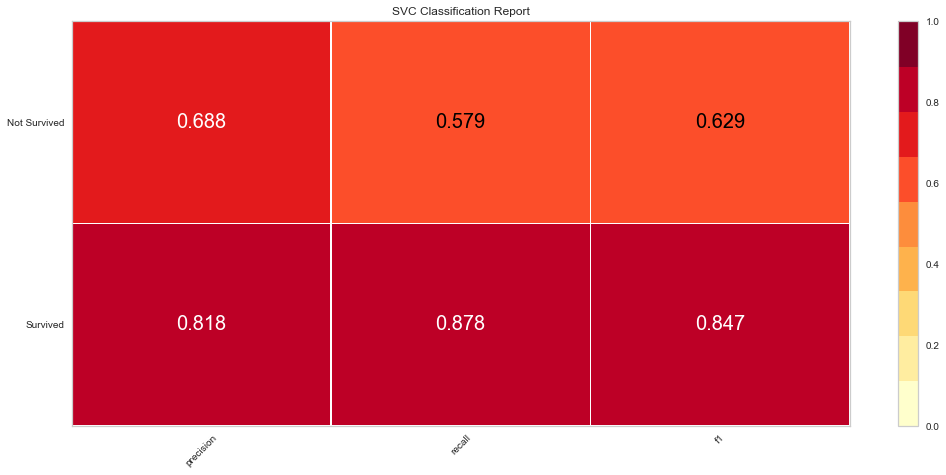 SVC Classification Report
Not Survived
0.688
0.579
0.629
Survived
0.818
0.878
0.847
precision
recall
f1
1.0
0.8
0.6
0.4
0.2
0.0